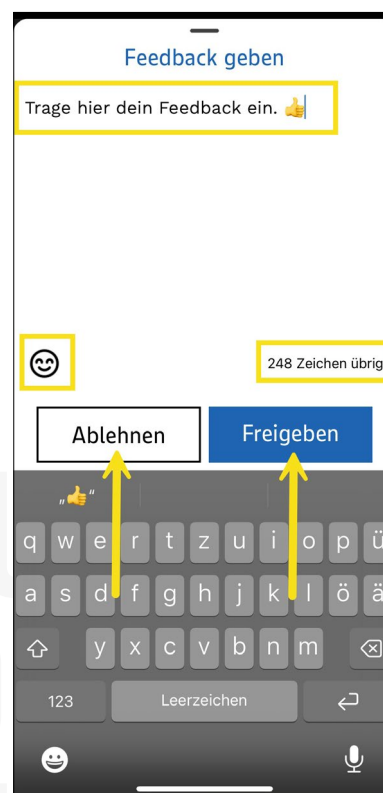 Feedback geben
Trage hier dein Feedback ein. 👍
248 Zeichen übrig
Ablehnen Freigeben
„👍“
q w e r t z u i o p ü
a s d f g h j k l ö ä
y x c v b n m
123 Leerzeichen